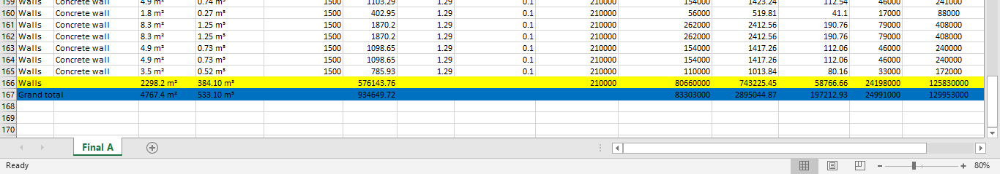 159 Walls Concrete wall 4.9 m² 0.74 m³ 1500 1103.29 1.29 0.1 210000 154000 1423.24 112.54 46000 241000
160 Walls Concrete wall 1.8 m² 0.27 m³ 1500 402.95 1.29 0.1 210000 56000 519.81 41.1 17000 88000
161 Walls Concrete wall 8.3 m² 1.25 m³ 1500 1870.2 1.29 0.1 210000 262000 2412.56 190.76 79000 408000
162 Walls Concrete wall 8.3 m² 1.25 m³ 1500 1870.2 1.29 0.1 210000 262000 2412.56 190.76 79000 408000
163 Walls Concrete wall 4.9 m² 0.73 m³ 1500 1098.65 1.29 0.1 210000 154000 1417.26 112.06 46000 240000
164 Walls Concrete wall 4.9 m² 0.73 m³ 1500 1098.65 1.29 0.1 210000 154000 1417.26 112.06 46000 240000
165 Walls Concrete wall 3.5 m² 0.52 m³ 1500 785.93 1.29 0.1 210000 110000 1013.84 80.16 33000 172000
166 Walls 2298.2 m² 384.10 m³ 576143.76 210000 80660000 743225.45 58766.66 24198000 125830000
167 Grand total 4767.4 m² 533.10 m³ 934649.72 83303000 2895044.87 197212.93 24991000 129953000
168
169
170
Final A
Ready 80%